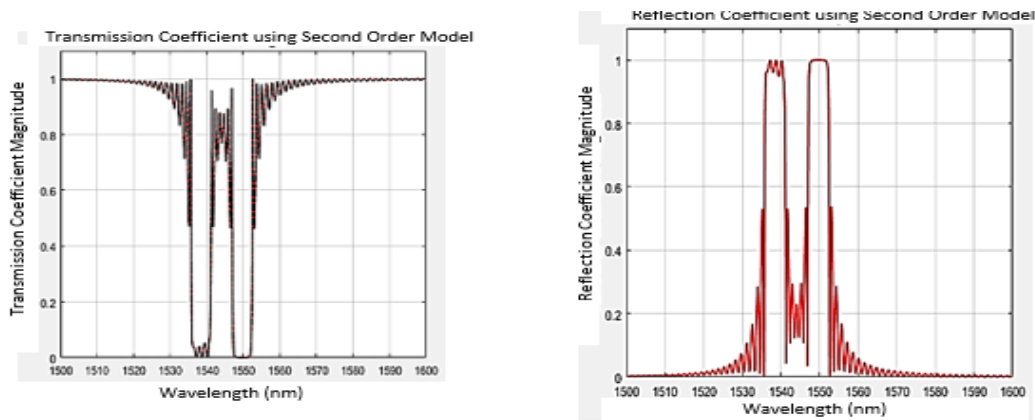 Transmission Coefficient using Second Order Model
Transmission Coefficient Magnitude
1
0.8
0.6
0.4
0.2
0
1500 1510 1520 1530 1540 1550 1560 1570 1580 1590 1600
Wavelength (nm)
Reflection Coefficient using Second Order Model
Reflection Coefficient Magnitude
1
0.8
0.6
0.4
0.2
0
1500 1510 1520 1530 1540 1550 1560 1570 1580 1590 1600
Wavelength (nm)